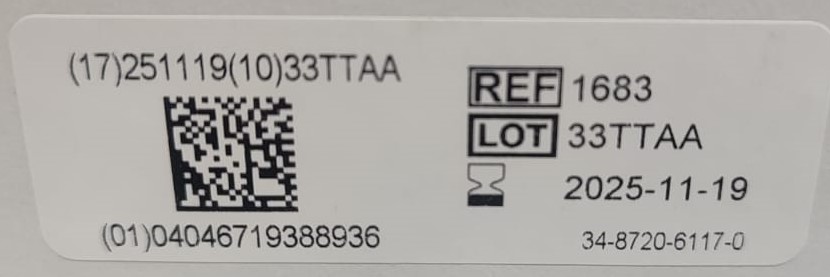 (17)251119(10)33TTAA
(01)04046719388936
REF 1683
LOT 33TTAA
2025-11-19
34-8720-6117-0